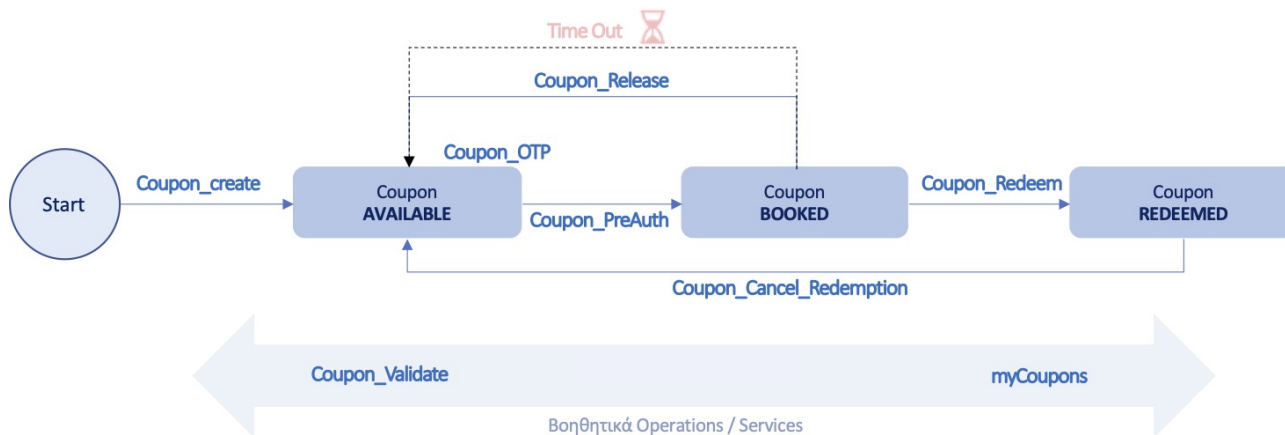 Time Out
Coupon_Release
Coupon_OTP
Coupon_create
Start
Coupon
AVAILABLE
Coupon_PreAuth
Coupon
BOOKED
Coupon_Redeem
Coupon
REDEEMED
Coupon_Cancel_Redemption
Coupon_Validate
myCoupons
Βοηθητικά Operations / Services